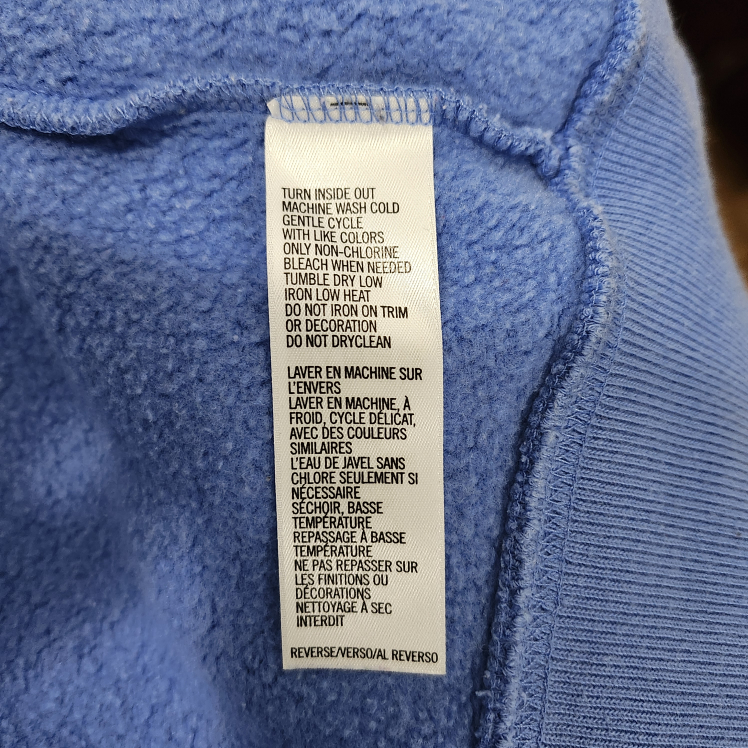 TURN INSIDE OUT
MACHINE WASH COLD
GENTLE CYCLE
WITH LIKE COLORS
ONLY NON-CHLORINE
BLEACH WHEN NEEDED
TUMBLE DRY LOW
IRON LOW HEAT
DO NOT IRON ON TRIM
OR DECORATION
DO NOT DRYCLEAN
LAVER EN MACHINE SUR
L'ENVERS
LAVER EN MACHINE, À
FROID, CYCLE DÉLICAT,
AVEC DES COULEURS
SIMILAIRES
L'EAU DE JAVEL SANS
CHLORE SEULEMENT SI
NÉCESSAIRE
SÉCHOIR, BASSE
TEMPÉRATURE
REPASSAGE À BASSE
TEMPÉRATURE
NE PAS REPASSER SUR
LES FINITIONS OU
DÉCORATIONS
NETTOYAGE À SEC
INTERDIT
REVERSE/VERSO/AL REVERSO